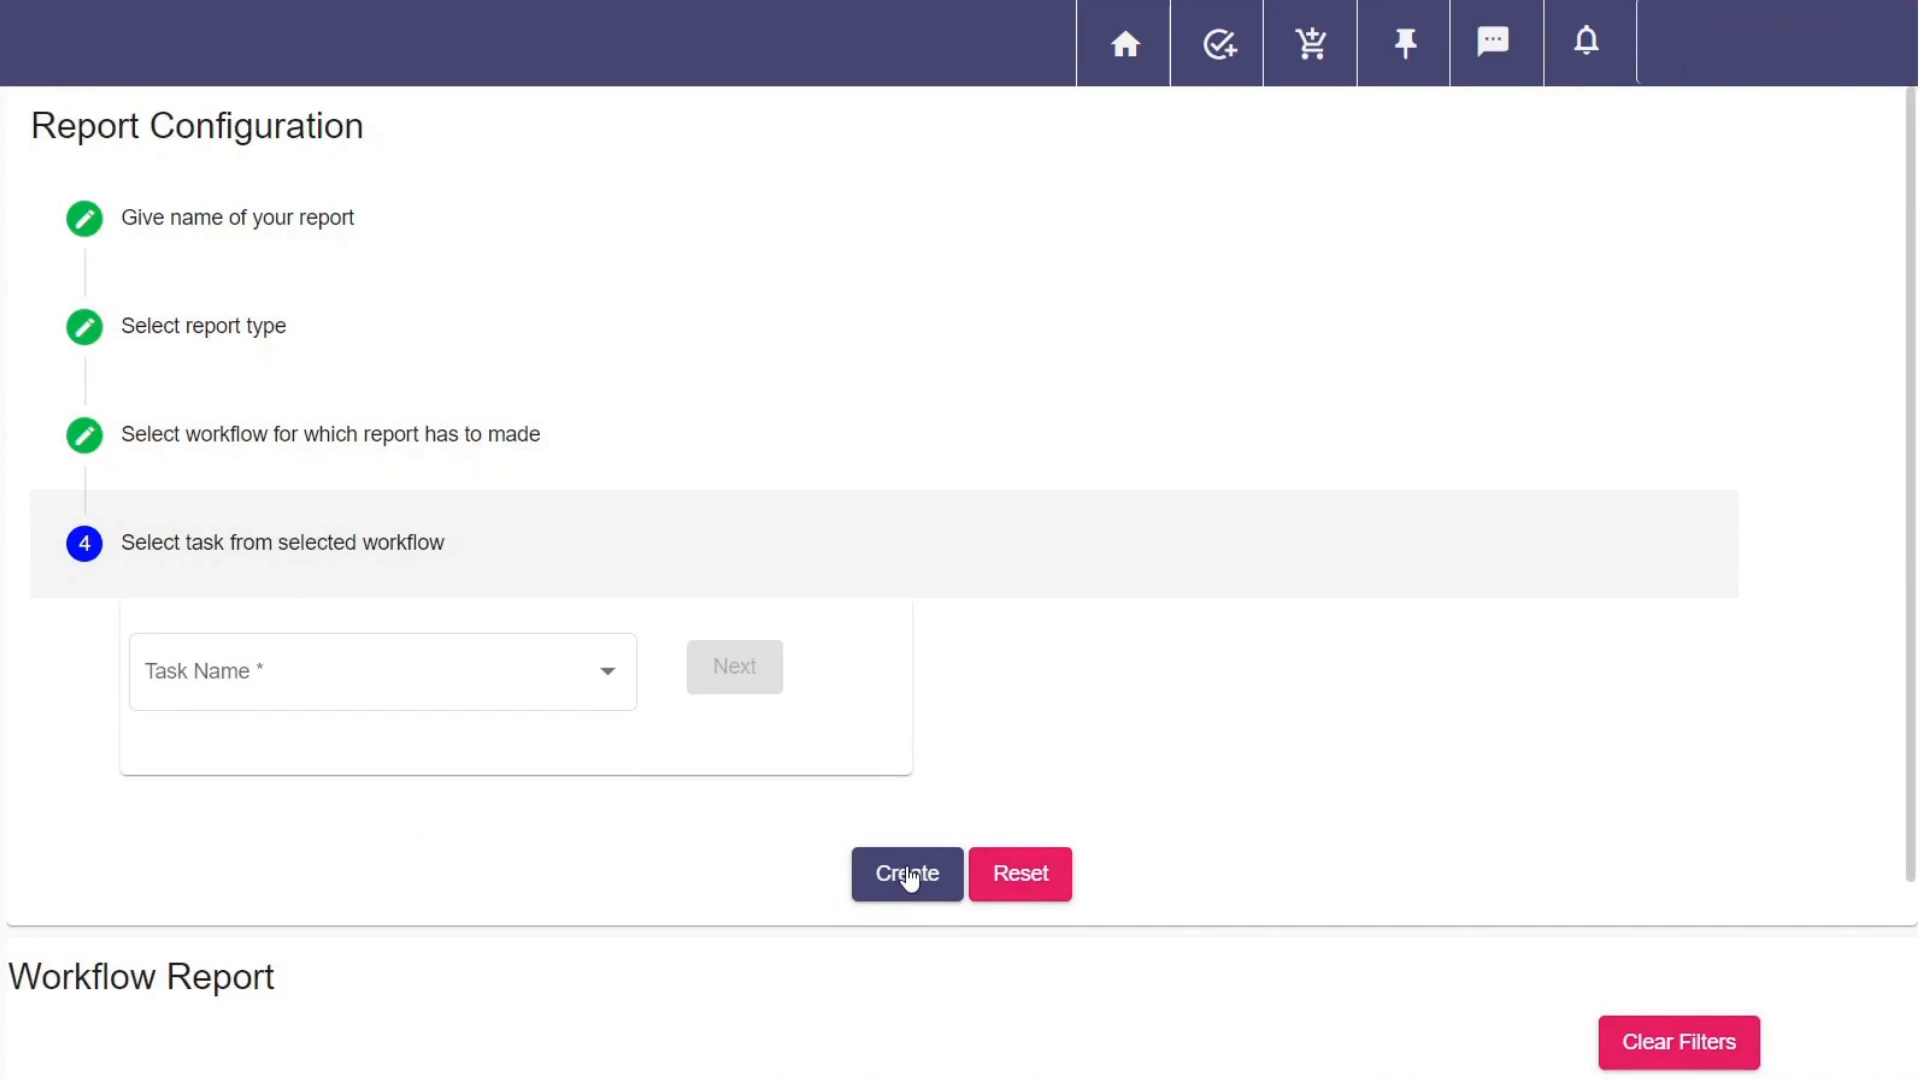 Report Configuration
Give name of your report
Select report type
Select workflow for which report has to made
4 Select task from selected workflow
Task Name *
Next
Create Reset
Workflow Report
Clear Filters